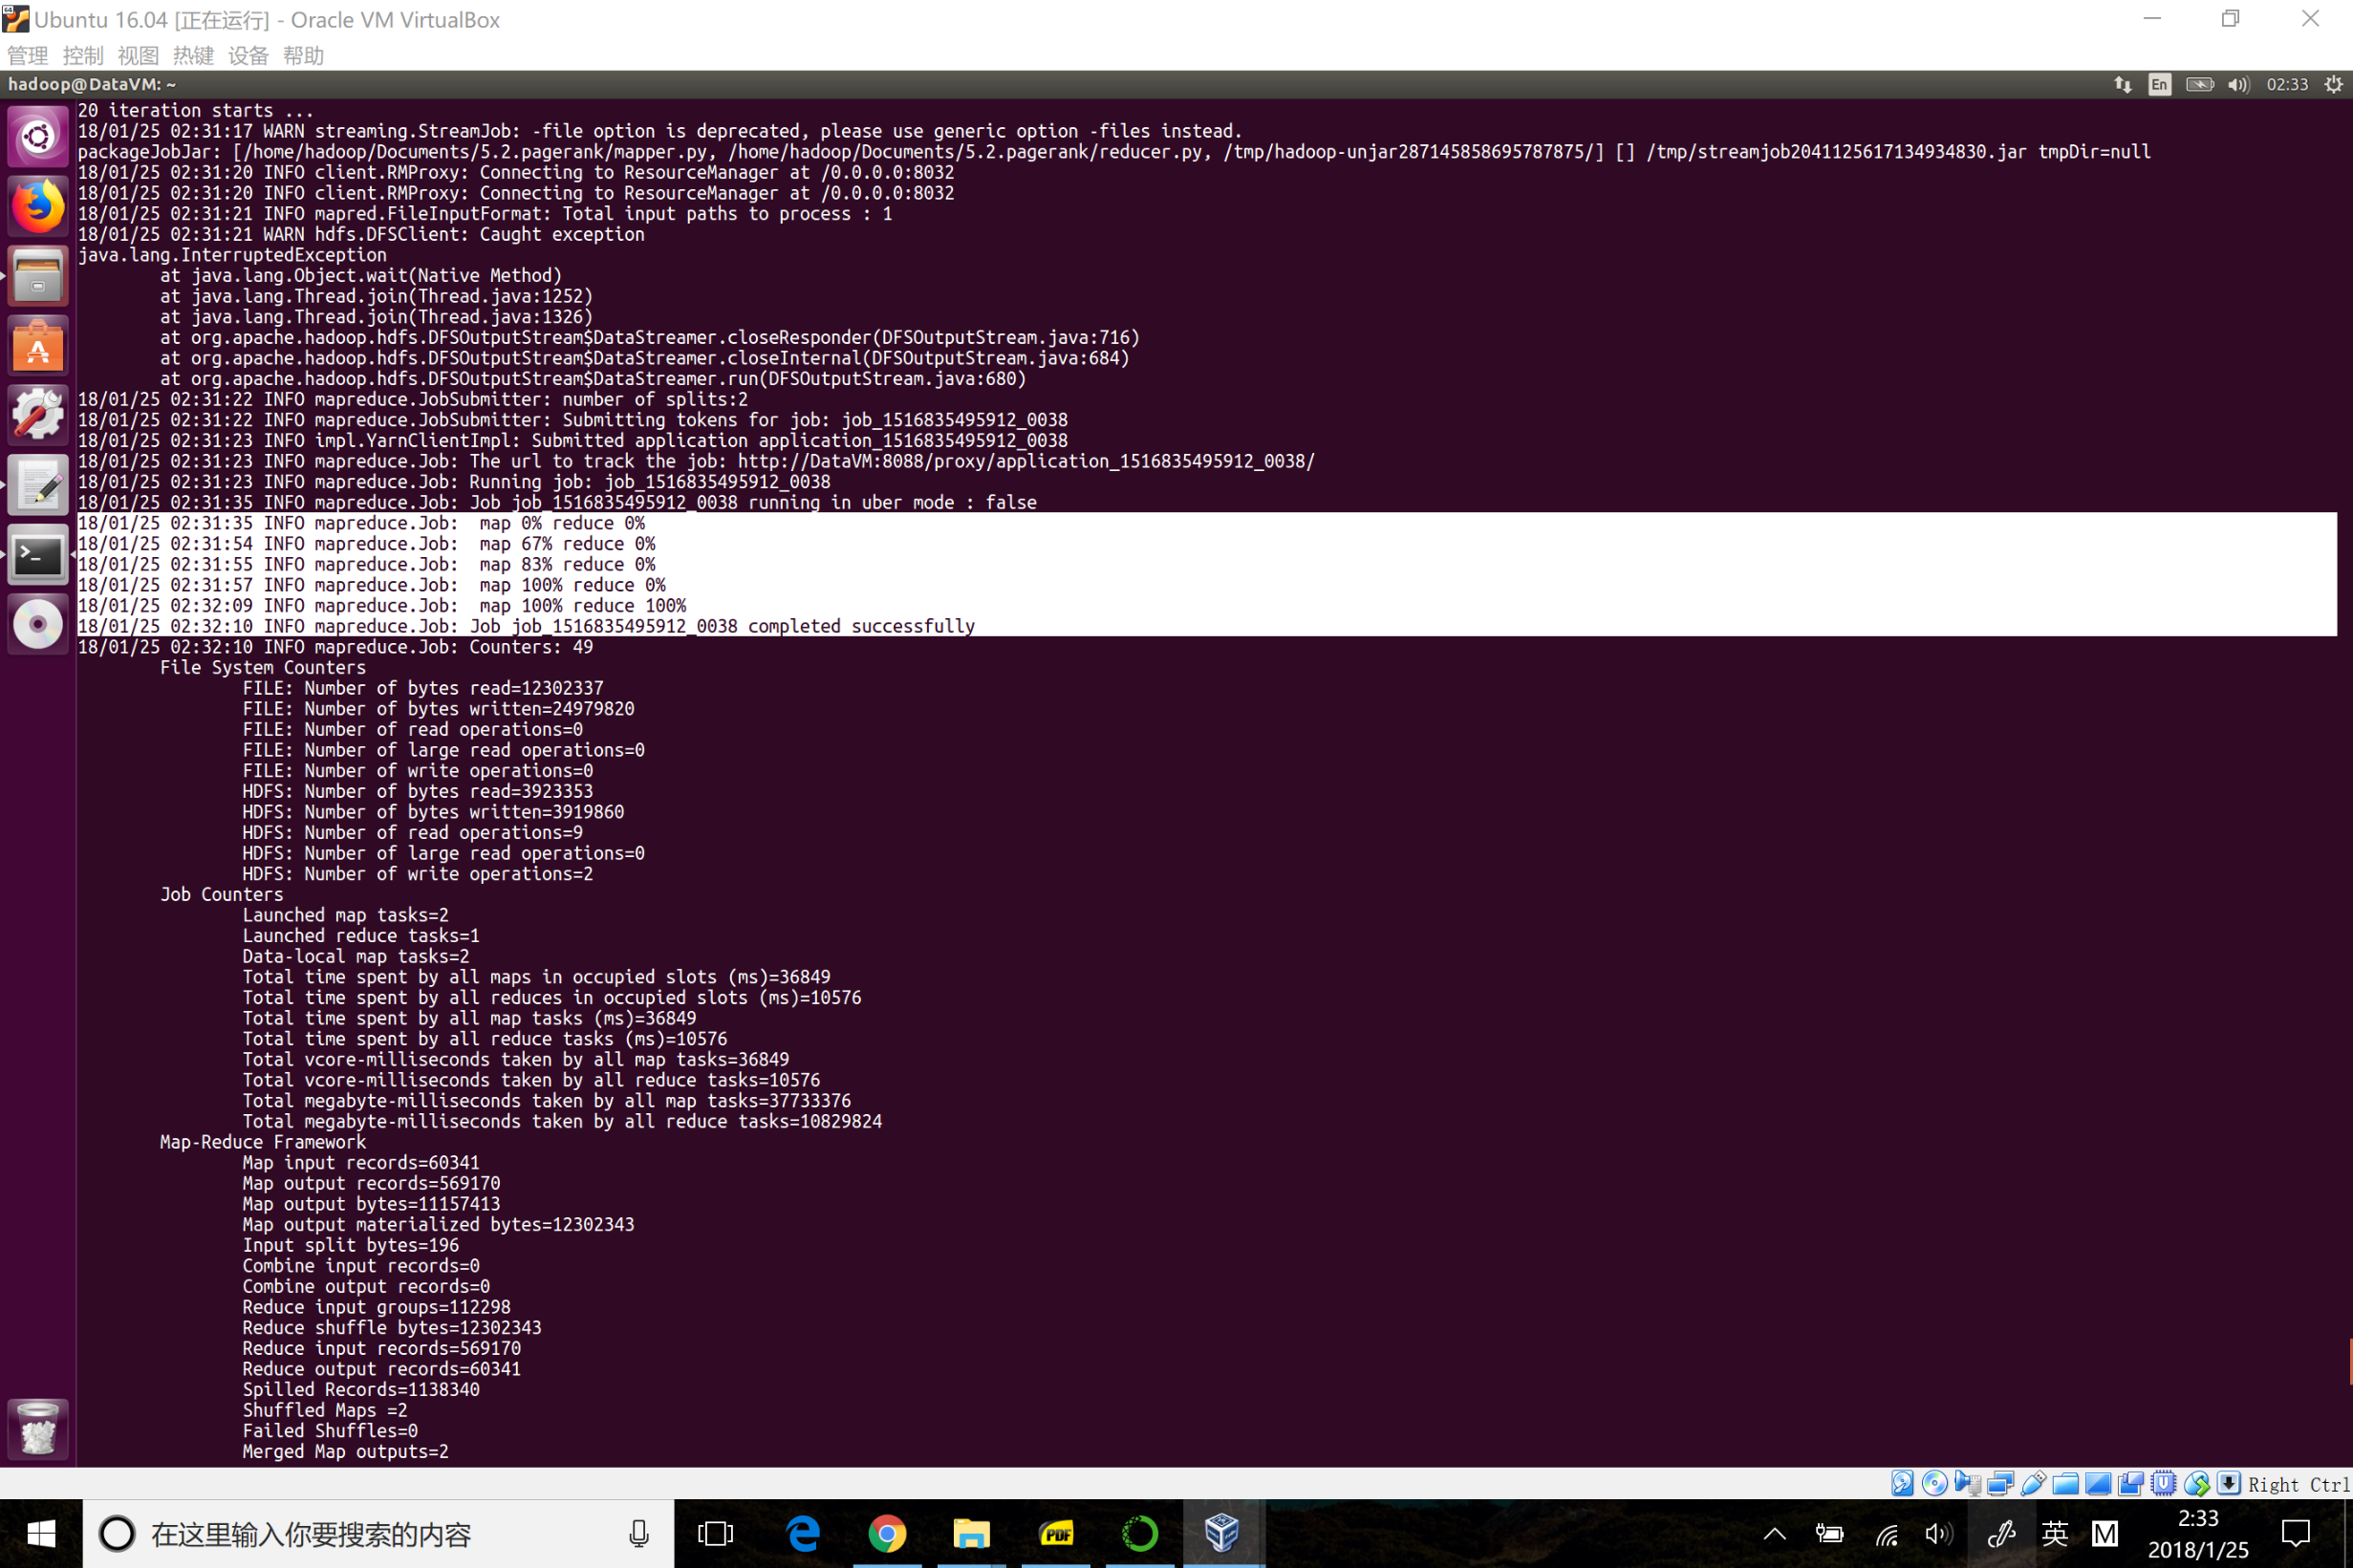 Ubuntu 16.04 [正在运行] - Oracle VM VirtualBox
管理 控制 视图 热键 设备 帮助
hadoop@DataVM: ~
En
02:33
20 iteration starts ...
18/01/25 02:31:17 WARN streaming.StreamJob: -file option is deprecated, please use generic option -files instead.
packageJobJar: [/home/hadoop/Documents/5.2.pagerank/mapper.py, /home/hadoop/Documents/5.2.pagerank/reducer.py, /tmp/hadoop-unjar287145858695787875/] [] /tmp/streamjob2041125617134934830.jar tmpDir=null
18/01/25 02:31:20 INFO client.RMProxy: Connecting to ResourceManager at /0.0.0.0:8032
18/01/25 02:31:20 INFO client.RMProxy: Connecting to ResourceManager at /0.0.0.0:8032
18/01/25 02:31:21 INFO mapred.FileInputFormat: Total input paths to process : 1
18/01/25 02:31:21 WARN hdfs.DFSClient: Caught exception
java.lang.InterruptedException
at java.lang.Object.wait(Native Method)
at java.lang.Thread.join(Thread.java:1252)
at java.lang.Thread.join(Thread.java:1326)
at org.apache.hadoop.hdfs.DFSOutputStream$DataStreamer.closeResponder(DFSOutputStream.java:716)
at org.apache.hadoop.hdfs.DFSOutputStream$DataStreamer.closeInternal(DFSOutputStream.java:684)
at org.apache.hadoop.hdfs.DFSOutputStream$DataStreamer.run(DFSOutputStream.java:680)
18/01/25 02:31:22 INFO mapreduce.JobSubmitter: number of splits:2
18/01/25 02:31:22 INFO mapreduce.JobSubmitter: Submitting tokens for job: job_1516835495912_0038
18/01/25 02:31:23 INFO impl.YarnClientImpl: Submitted application application_1516835495912_0038
18/01/25 02:31:23 INFO mapreduce.Job: The url to track the job: http://DataVM:8088/proxy/application_1516835495912_0038/
18/01/25 02:31:23 INFO mapreduce.Job: Running job: job_1516835495912_0038
18/01/25 02:31:35 INFO mapreduce.Job: Job job_1516835495912_0038 running in uber mode : false
18/01/25 02:31:35 INFO mapreduce.Job:  map 0% reduce 0%
18/01/25 02:31:54 INFO mapreduce.Job:  map 67% reduce 0%
18/01/25 02:31:55 INFO mapreduce.Job:  map 83% reduce 0%
18/01/25 02:31:57 INFO mapreduce.Job:  map 100% reduce 0%
18/01/25 02:32:09 INFO mapreduce.Job:  map 100% reduce 100%
18/01/25 02:32:10 INFO mapreduce.Job: Job job_1516835495912_0038 completed successfully
18/01/25 02:32:10 INFO mapreduce.Job: Counters: 49
File System Counters
FILE: Number of bytes read=12302337
FILE: Number of bytes written=24979820
FILE: Number of read operations=0
FILE: Number of large read operations=0
FILE: Number of write operations=0
HDFS: Number of bytes read=3923353
HDFS: Number of bytes written=3919860
HDFS: Number of read operations=9
HDFS: Number of large read operations=0
HDFS: Number of write operations=2
Job Counters
Launched map tasks=2
Launched reduce tasks=1
Data-local map tasks=2
Total time spent by all maps in occupied slots (ms)=36849
Total time spent by all reduces in occupied slots (ms)=10576
Total time spent by all map tasks (ms)=36849
Total time spent by all reduce tasks (ms)=10576
Total vcore-milliseconds taken by all map tasks=36849
Total vcore-milliseconds taken by all reduce tasks=10576
Total megabyte-milliseconds taken by all map tasks=37733376
Total megabyte-milliseconds taken by all reduce tasks=10829824
Map-Reduce Framework
Map input records=60341
Map output records=569170
Map output bytes=11157413
Map output materialized bytes=12302343
Input split bytes=196
Combine input records=0
Combine output records=0
Reduce input groups=112298
Reduce shuffle bytes=12302343
Reduce input records=569170
Reduce output records=60341
Spilled Records=1138340
Shuffled Maps =2
Failed Shuffles=0
Merged Map outputs=2
Right Ctrl
在这里输入你要搜索的内容
PDF
英
M
2:33
2018/1/25